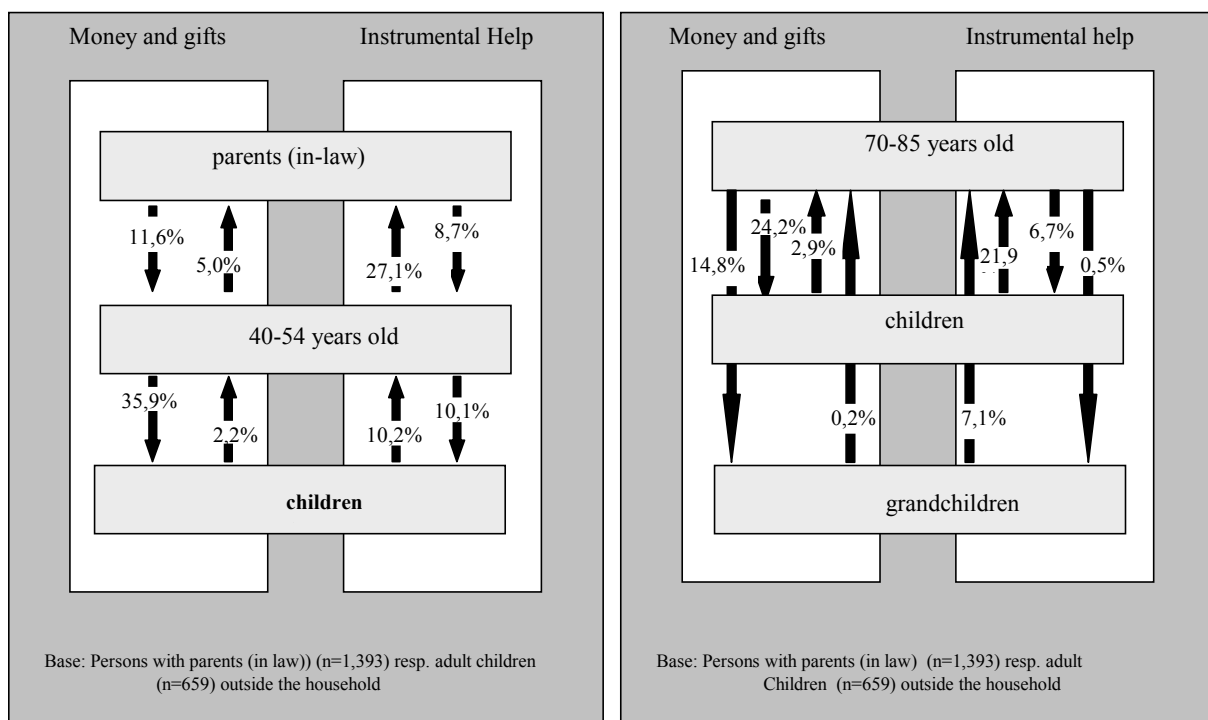 Money and gifts
Instrumental Help
parents (in-law)
11,6%
5,0%
27,1%
8,7%
40-54 years old
35,9%
2,2%
10,2%
10,1%
children
Base: Persons with parents (in law)) (n=1,393) resp. adult children
(n=659) outside the household
Money and gifts
Instrumental help
70-85 years old
14,8%
24,2%
2,9%
21,9
6,7%
0,5%
children
0,2%
7,1%
grandchildren
Base: Persons with parents (in law) (n=1,393) resp. adult
Children (n=659) outside the household